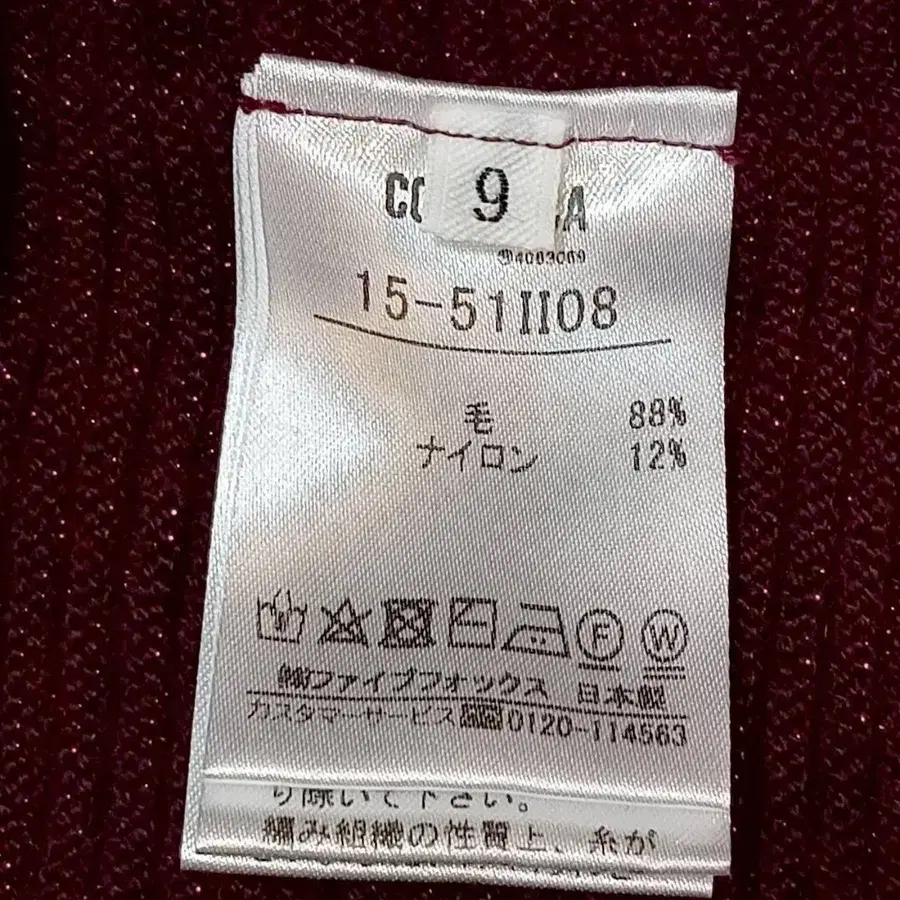 9
15-51II08
毛 88%
ナイロン 12%
F W
㈱ファイブフォックス 日本製
カスタマーサービス 0120-114563
り除いて下さい。
編み組織の性質上、糸が